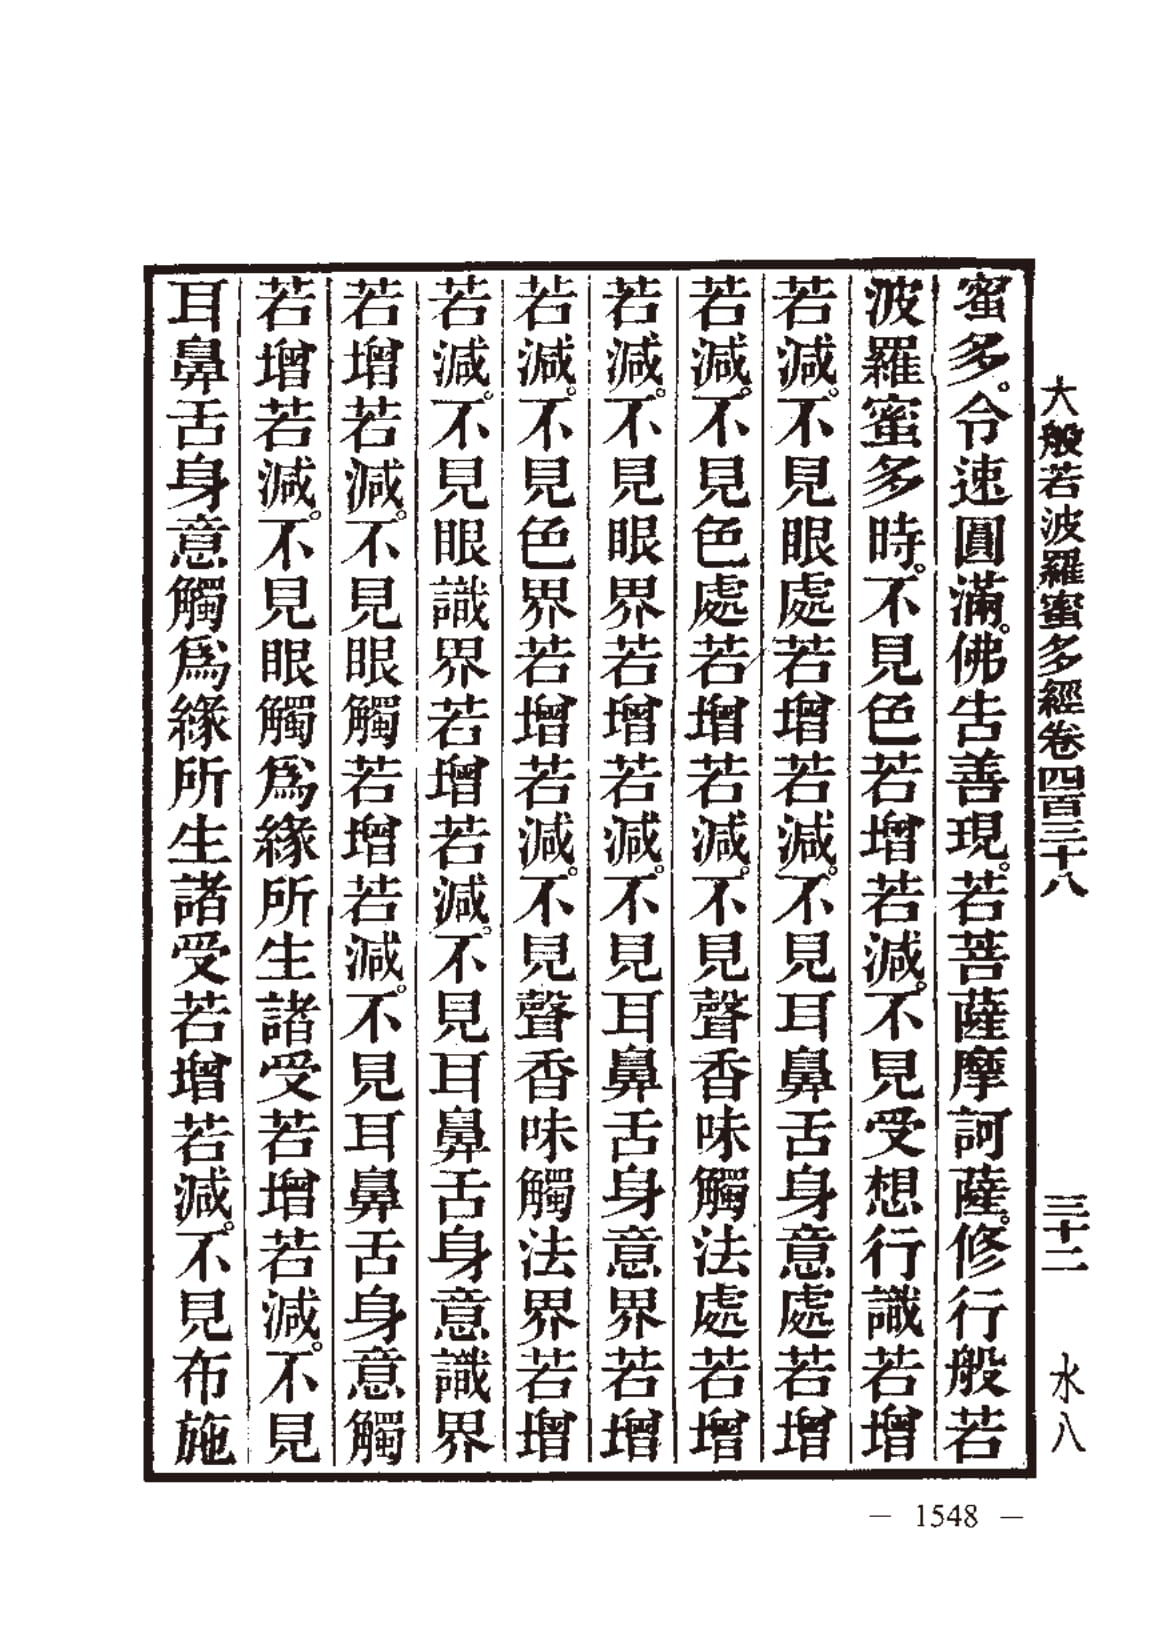 大般若波羅蜜多經卷四百三十八 三十二 水八
蜜多。令速圓滿。佛告善現。若菩薩摩訶薩。修行般若
波羅蜜多時。不見色若增若減。不見受想行識若增
若減。不見眼處若增若減。不見耳鼻舌身意處若增
若減。不見色處若增若減。不見聲香味觸法處若增
若減。不見眼界若增若減。不見耳鼻舌身意界若增
若減。不見色界若增若減。不見聲香味觸法界若增
若減。不見眼識界若增若減。不見耳鼻舌身意識界
若增若減。不見眼觸若增若減。不見耳鼻舌身意觸
若增若減。不見眼觸爲緣所生諸受若增若減。不見
耳鼻舌身意觸爲緣所生諸受若增若減。不見布施
— 1548 —